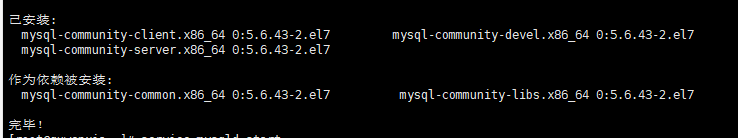 已安装:
mysql-community-client.x86_64 0:5.6.43-2.el7 mysql-community-devel.x86_64 0:5.6.43-2.el7
mysql-community-server.x86_64 0:5.6.43-2.el7
作为依赖被安装:
mysql-community-common.x86_64 0:5.6.43-2.el7 mysql-community-libs.x86_64 0:5.6.43-2.el7
完毕!